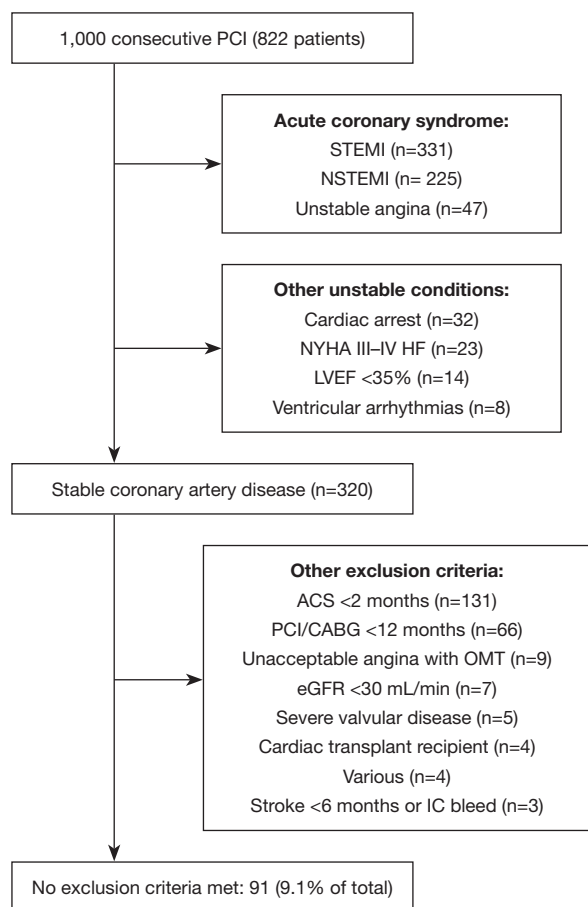 1,000 consecutive PCI (822 patients)
Acute coronary syndrome:
STEMI (n=331)
NSTEMI (n= 225)
Unstable angina (n=47)
Other unstable conditions:
Cardiac arrest (n=32)
NYHA III–IV HF (n=23)
LVEF <35% (n=14)
Ventricular arrhythmias (n=8)
Stable coronary artery disease (n=320)
Other exclusion criteria:
ACS <2 months (n=131)
PCI/CABG <12 months (n=66)
Unacceptable angina with OMT (n=9)
eGFR <30 mL/min (n=7)
Severe valvular disease (n=5)
Cardiac transplant recipient (n=4)
Various (n=4)
Stroke <6 months or IC bleed (n=3)
No exclusion criteria met: 91 (9.1% of total)